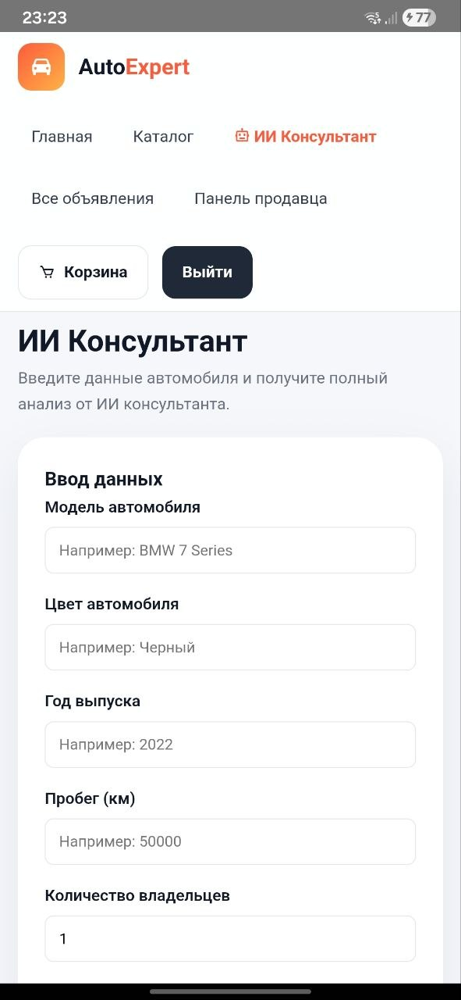 23:23
5
77
AutoExpert
Главная Каталог ИИ Консультант
Все объявления Панель продавца
Корзина Выйти
ИИ Консультант
Введите данные автомобиля и получите полный
анализ от ИИ консультанта.
Ввод данных
Модель автомобиля
Например: BMW 7 Series
Цвет автомобиля
Например: Черный
Год выпуска
Например: 2022
Пробег (км)
Например: 50000
Количество владельцев
1